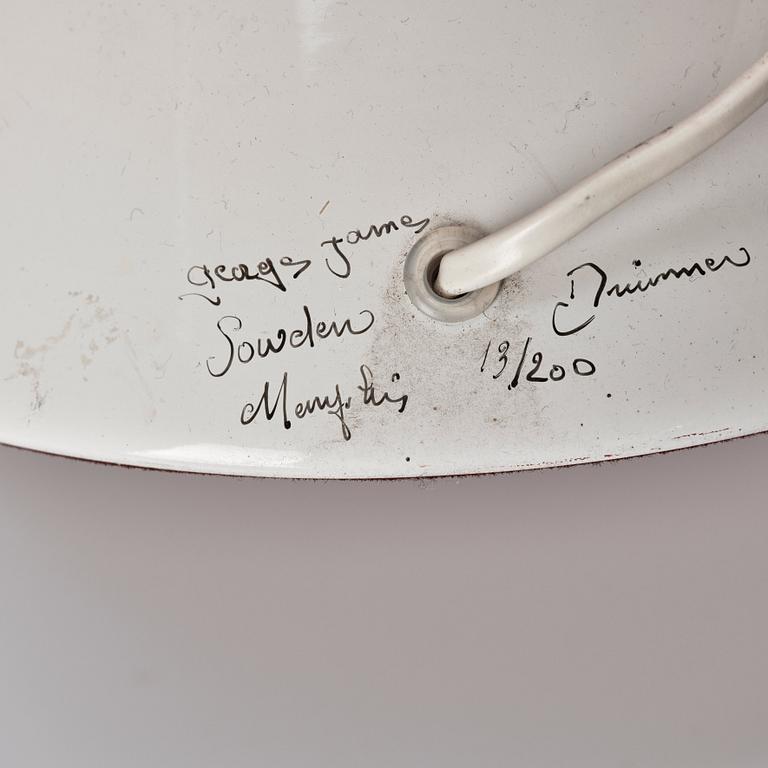 George James
Sowden
Memphis
Drummer
13/200